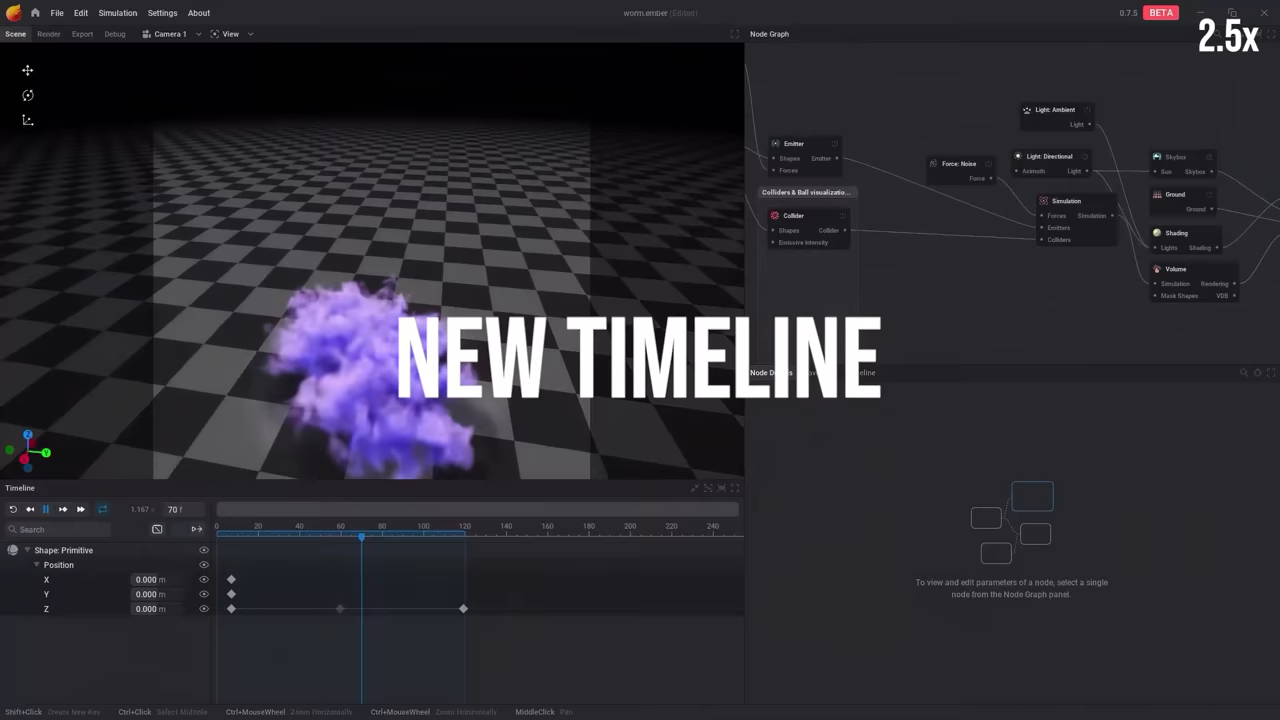 File Edit Simulation Settings About
worm.ember (Edited)
0.7.5 BETA
2.5x
Scene Render Export Debug Camera 1 View
Node Graph
Light: Ambient
Light
Emitter
Shapes Emitter
Forces
Force: Noise
Force
Light: Directional
Azimuth Light
Skybox
Sun Skybox
Colliders & Ball visualizatio...
Collider
Shapes Collider
Emissive Intensity
Simulation
Forces Simulation
Emitters
Colliders
Ground
Ground
Shading
Lights Shading
Volume
Simulation Rendering
Mask Shapes VDB
NEW TIMELINE
Z
Y
To view and edit parameters of a node, select a single
node from the Node Graph panel.
Timeline
1.167 s 70 f
Search
0 20 40 60 80 100 120 140 160 180 200 220 240
Shape: Primitive
Position
X 0.000 m
Y 0.000 m
Z 0.000 m
Shift+Click Create New Key Ctrl+Click Select Multiple Ctrl+MouseWheel Zoom Horizontally Ctrl+MouseWheel Zoom Horizontally MiddleClick Pan